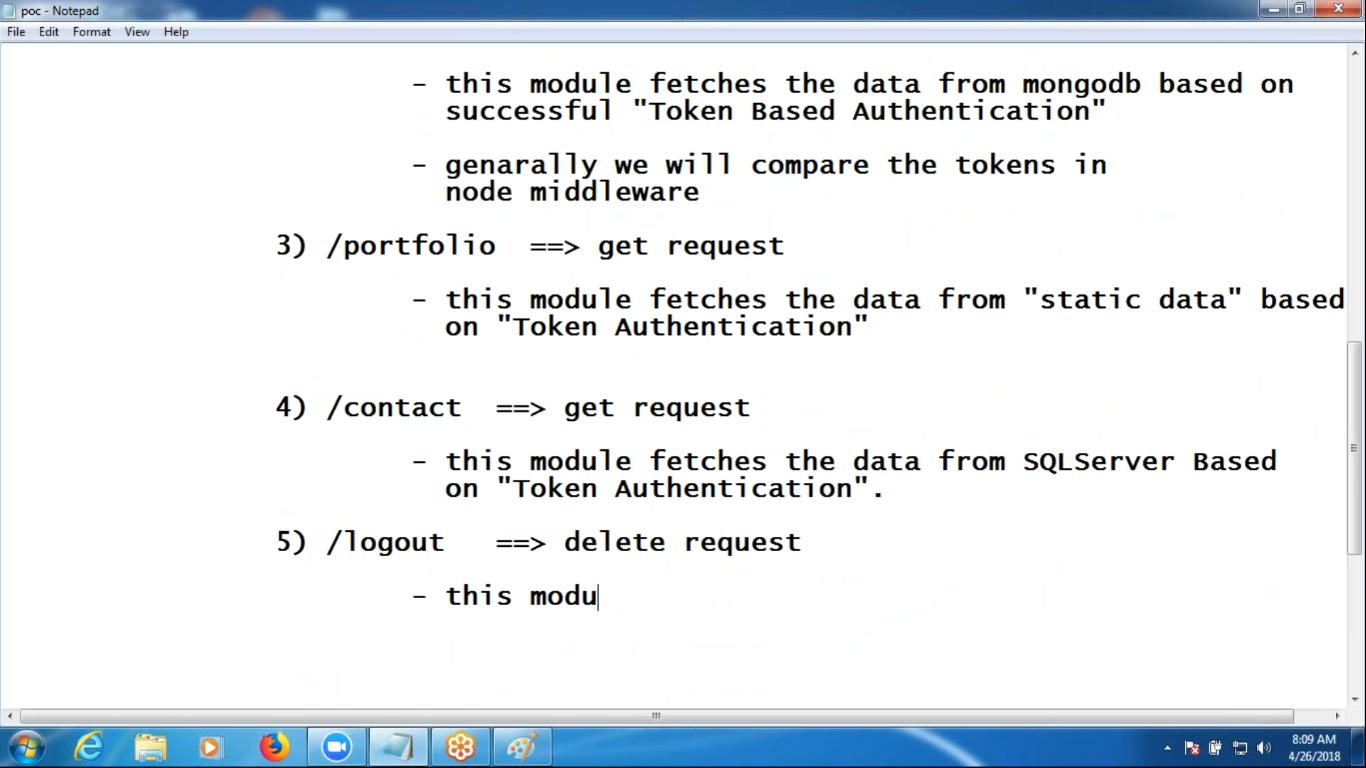 poc - Notepad
File Edit Format View Help
- this module fetches the data from mongodb based on
successful "Token Based Authentication"
- genarally we will compare the tokens in
node middleware
3) /portfolio ==> get request
- this module fetches the data from "static data" based
on "Token Authentication"
4) /contact ==> get request
- this module fetches the data from SQLServer Based
on "Token Authentication".
5) /logout ==> delete request
- this modu
8:09 AM
4/26/2018